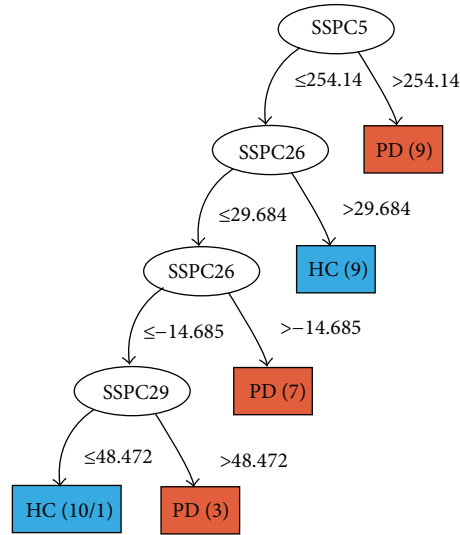 SSPC5
≤254.14
>254.14
SSPC26
PD (9)
≤29.684
>29.684
SSPC26
HC (9)
≤−14.685
>−14.685
SSPC29
PD (7)
≤48.472
>48.472
HC (10/1)
PD (3)